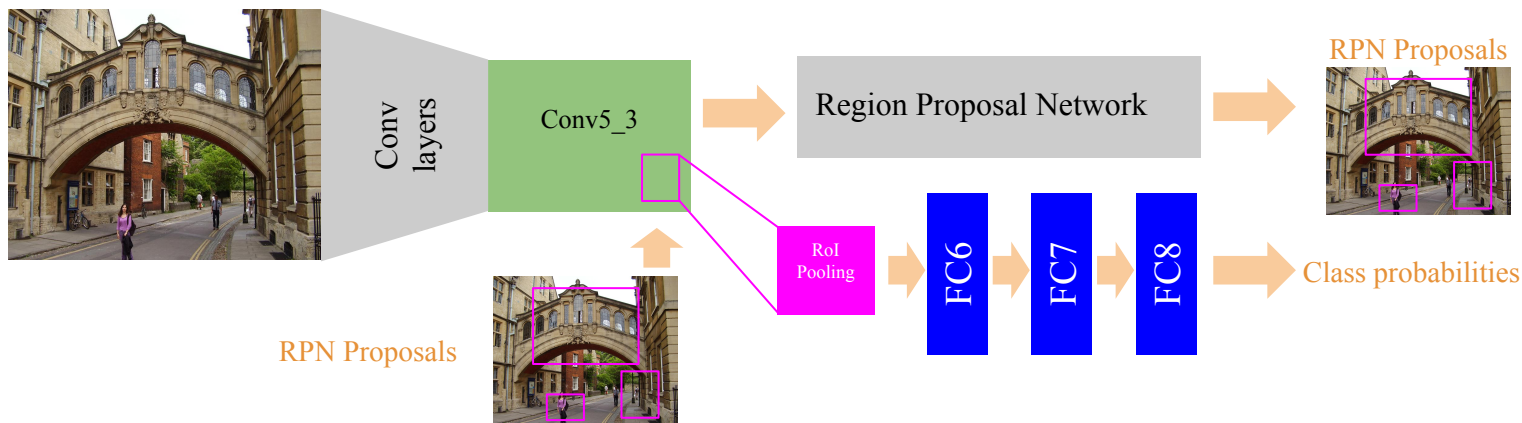 RPN Proposals
Conv
layers
Conv5_3
Region Proposal Network
RoI
Pooling
FC6
FC7
FC8
Class probabilities
RPN Proposals